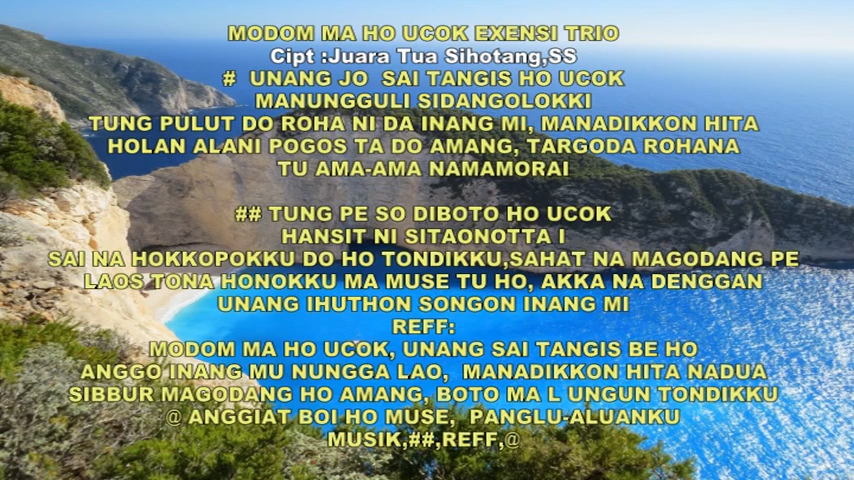 MODOM MA HO UCOK EXENSI TRIO
Cipt :Juara Tua Sihotang,SS
# UNANG JO SAI TANGIS HO UCOK
MANUNGGULI SIDANGOLOKKI
TUNG PULUT DO ROHA NI DA INANG MI, MANADIKKON HITA
HOLAN ALANI POGOS TA DO AMANG, TARGODA ROHANA
TU AMA-AMA NAMAMORAI
## TUNG PE SO DIBOTO HO UCOK
HANSIT NI SITAONOTTA I
SAI NA HOKKOPOKKU DO HO TONDIKKU,SAHAT NA MAGODANG PE
LAOS TONA HONOKKU MA MUSE TU HO, AKKA NA DENGGAN
UNANG IHUTHON SONGON INANG MI
REFF:
MODOM MA HO UCOK, UNANG SAI TANGIS BE HO
ANGGO INANG MU NUNGGA LAO, MANADIKKON HITA NADUA
SIBBUR MAGODANG HO AMANG, BOTO MA L UNGUN TONDIKKU
@ ANGGIAT BOI HO MUSE, PANGLU-ALUANKU
MUSIK,##,REFF,@